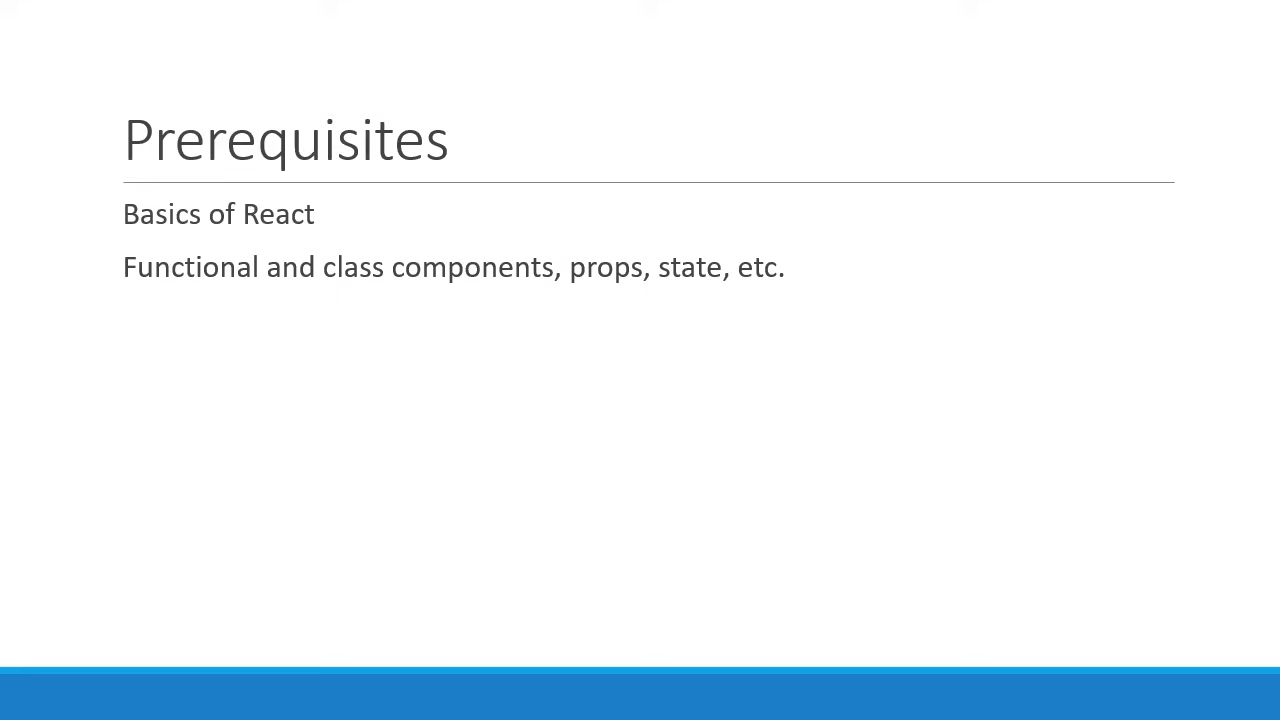 Prerequisites
Basics of React
Functional and class components, props, state, etc.